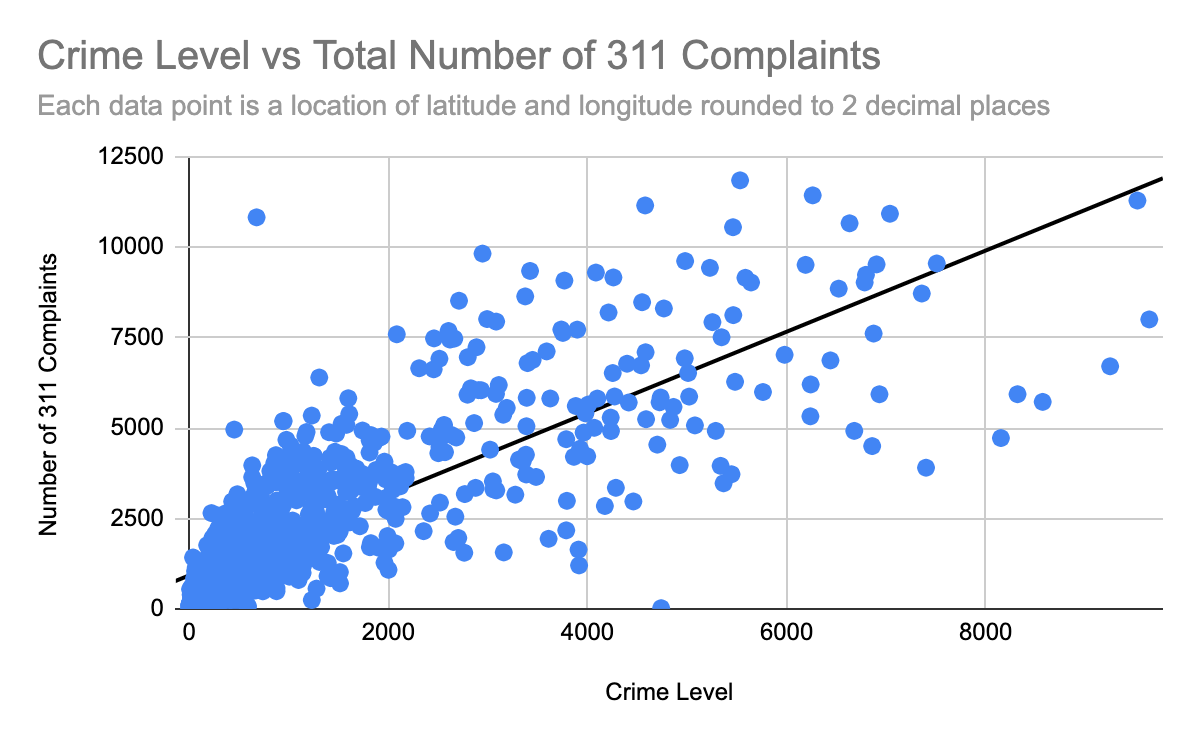 Crime Level vs Total Number of 311 Complaints
Each data point is a location of latitude and longitude rounded to 2 decimal places
12500
10000
7500
5000
2500
0
Number of 311 Complaints
0 2000 4000 6000 8000
Crime Level